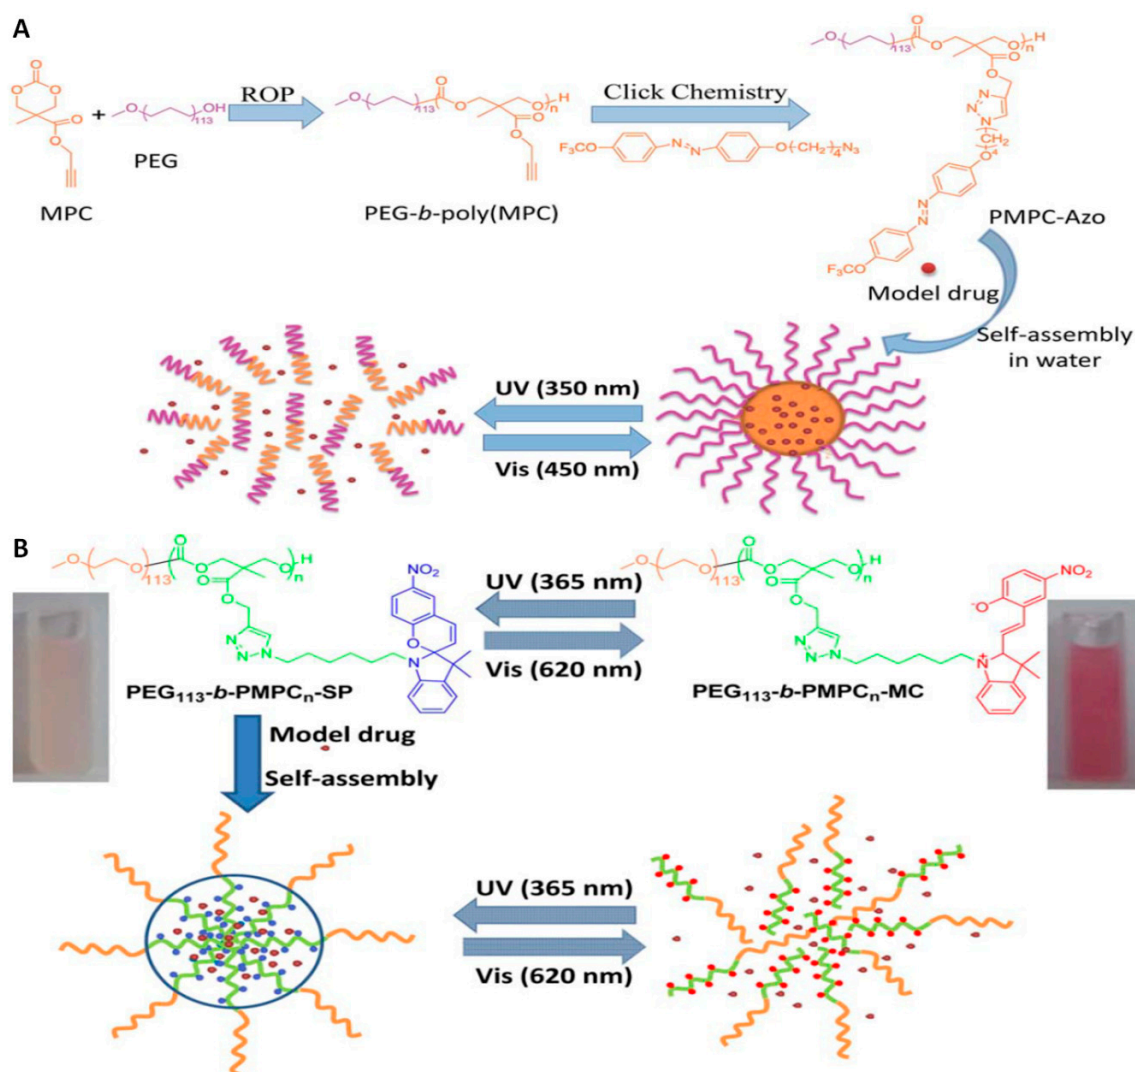 A
ROP
Click Chemistry
MPC
+
PEG
PEG-b-poly(MPC)
F₃CO
N=N
O-(CH₂)₄N₃
PMPC-Azo
Model drug
Self-assembly
in water
UV (350 nm)
Vis (450 nm)
B
UV (365 nm)
Vis (620 nm)
PEG₁₁₃-b-PMPCₙ-SP
PEG₁₁₃-b-PMPCₙ-MC
Model drug
Self-assembly
UV (365 nm)
Vis (620 nm)